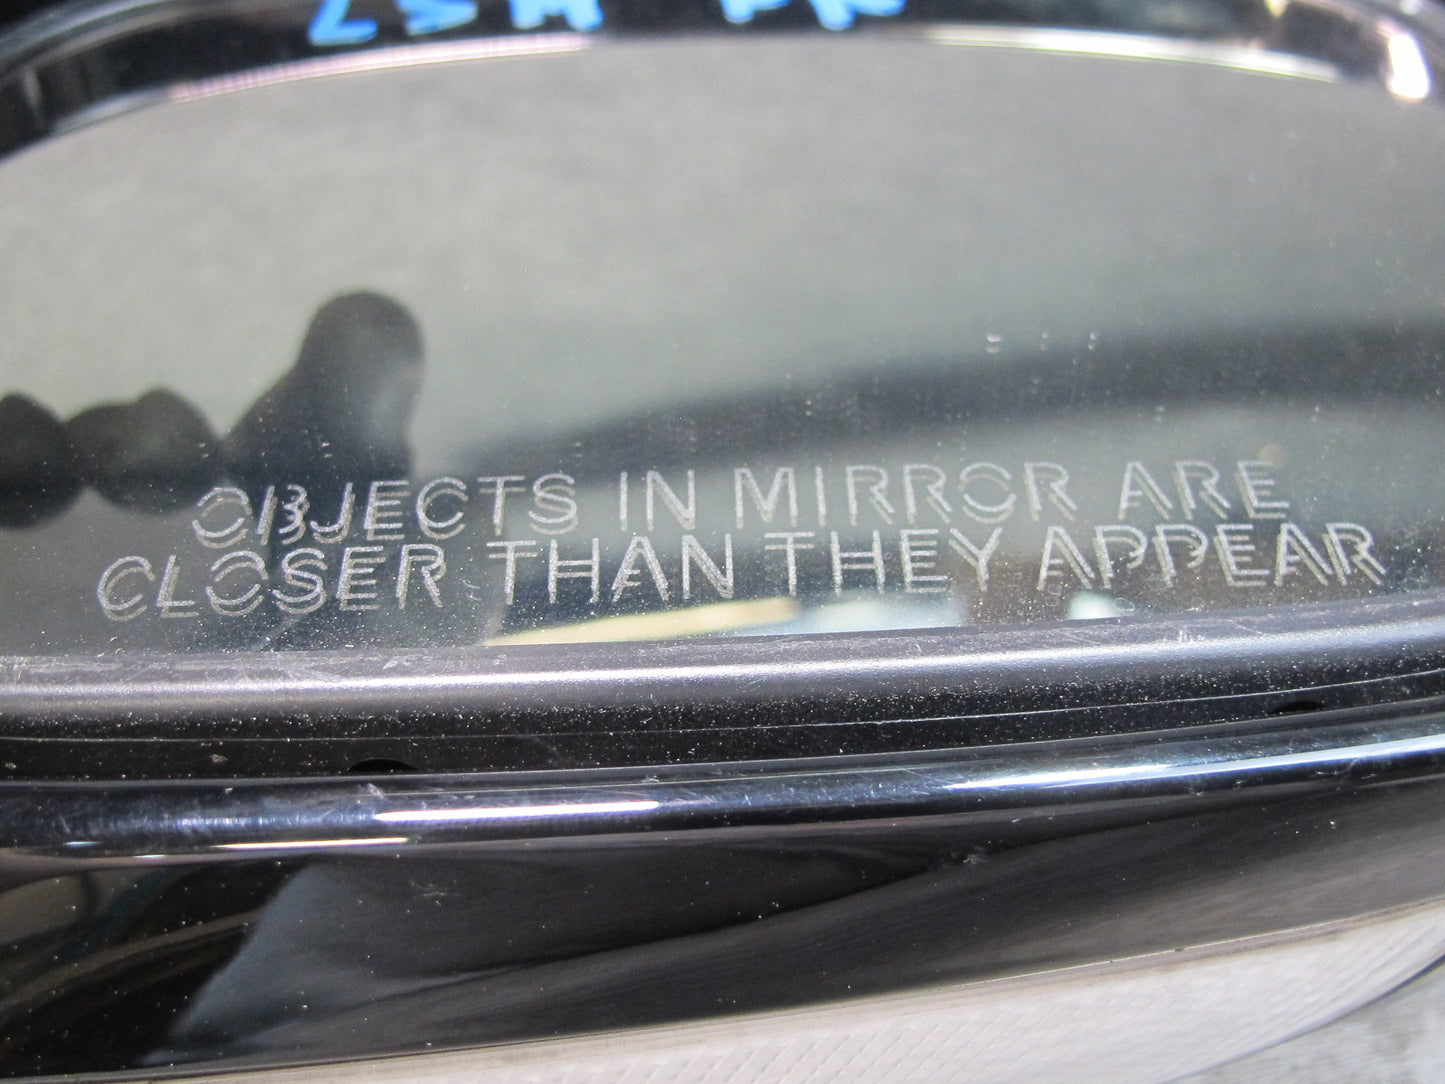 OBJECTS IN MIRROR ARE
CLOSER THAN THEY APPEAR